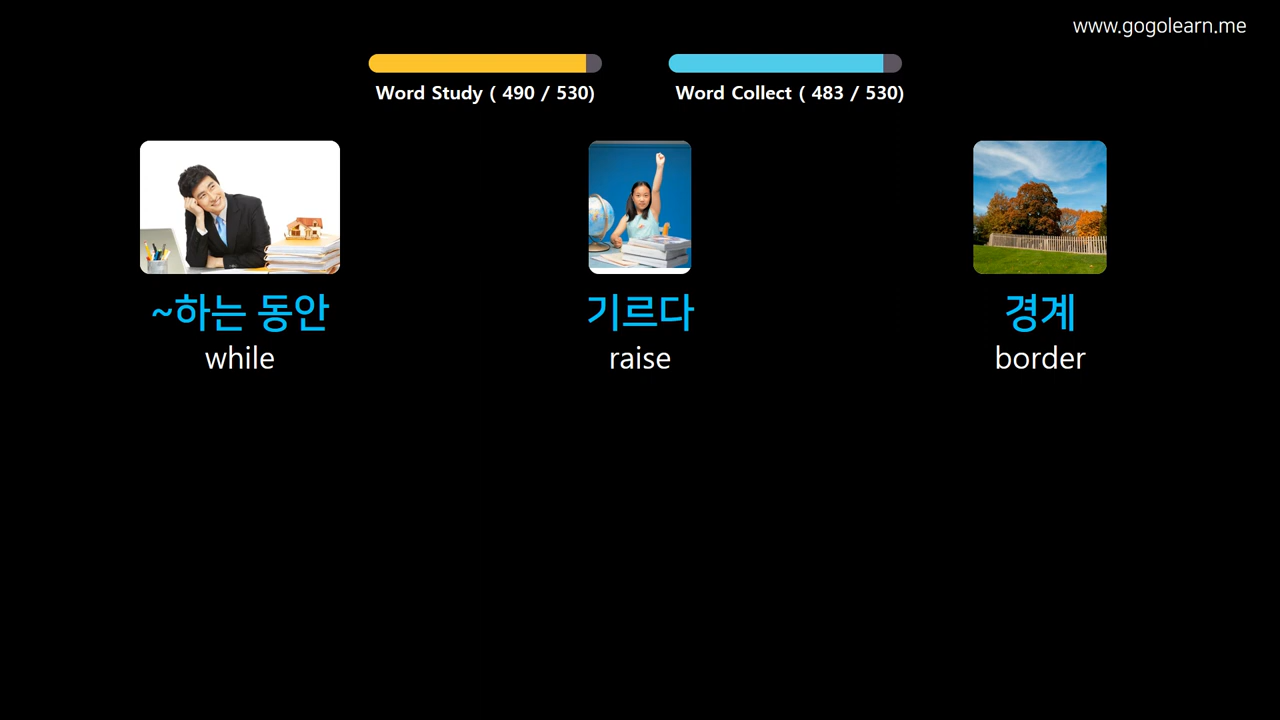 www.gogolearn.me
Word Study ( 490 / 530)
Word Collect ( 483 / 530)
~하는 동안
while
기르다
raise
경계
border